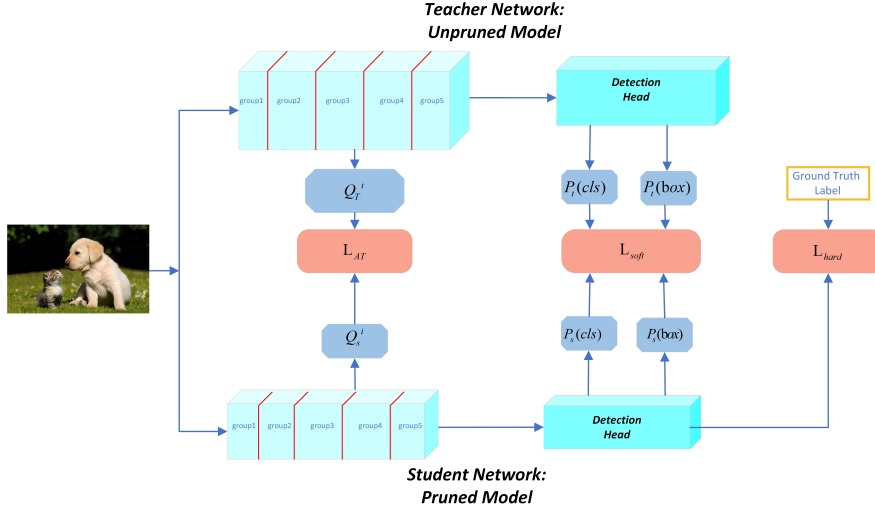 Teacher Network:
Unpruned Model
group1 group2 group3 group4 group5
Detection
Head
Q_T^i
P_t(cls) P_t(box)
Ground Truth
Label
L_AT
L_soft
L_hard
Q_s^i
P_s(cls) P_s(box)
group1 group2 group3 group4 group5
Detection
Head
Student Network:
Pruned Model